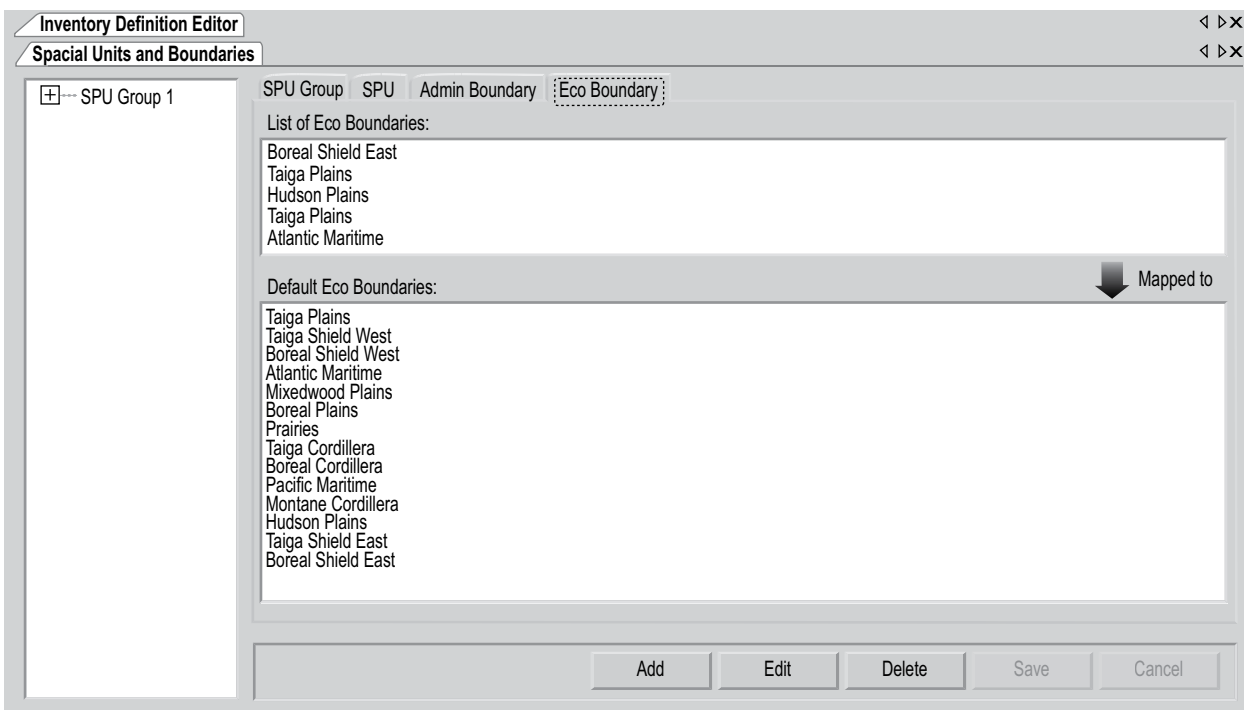 Inventory Definition Editor
Spacial Units and Boundaries
SPU Group 1
SPU Group SPU Admin Boundary Eco Boundary
List of Eco Boundaries:
Boreal Shield East
Taiga Plains
Hudson Plains
Taiga Plains
Atlantic Maritime
Mapped to
Default Eco Boundaries:
Taiga Plains
Taiga Shield West
Boreal Shield West
Atlantic Maritime
Mixedwood Plains
Boreal Plains
Prairies
Taiga Cordillera
Boreal Cordillera
Pacific Maritime
Montane Cordillera
Hudson Plains
Taiga Shield East
Boreal Shield East
Add Edit Delete Save Cancel